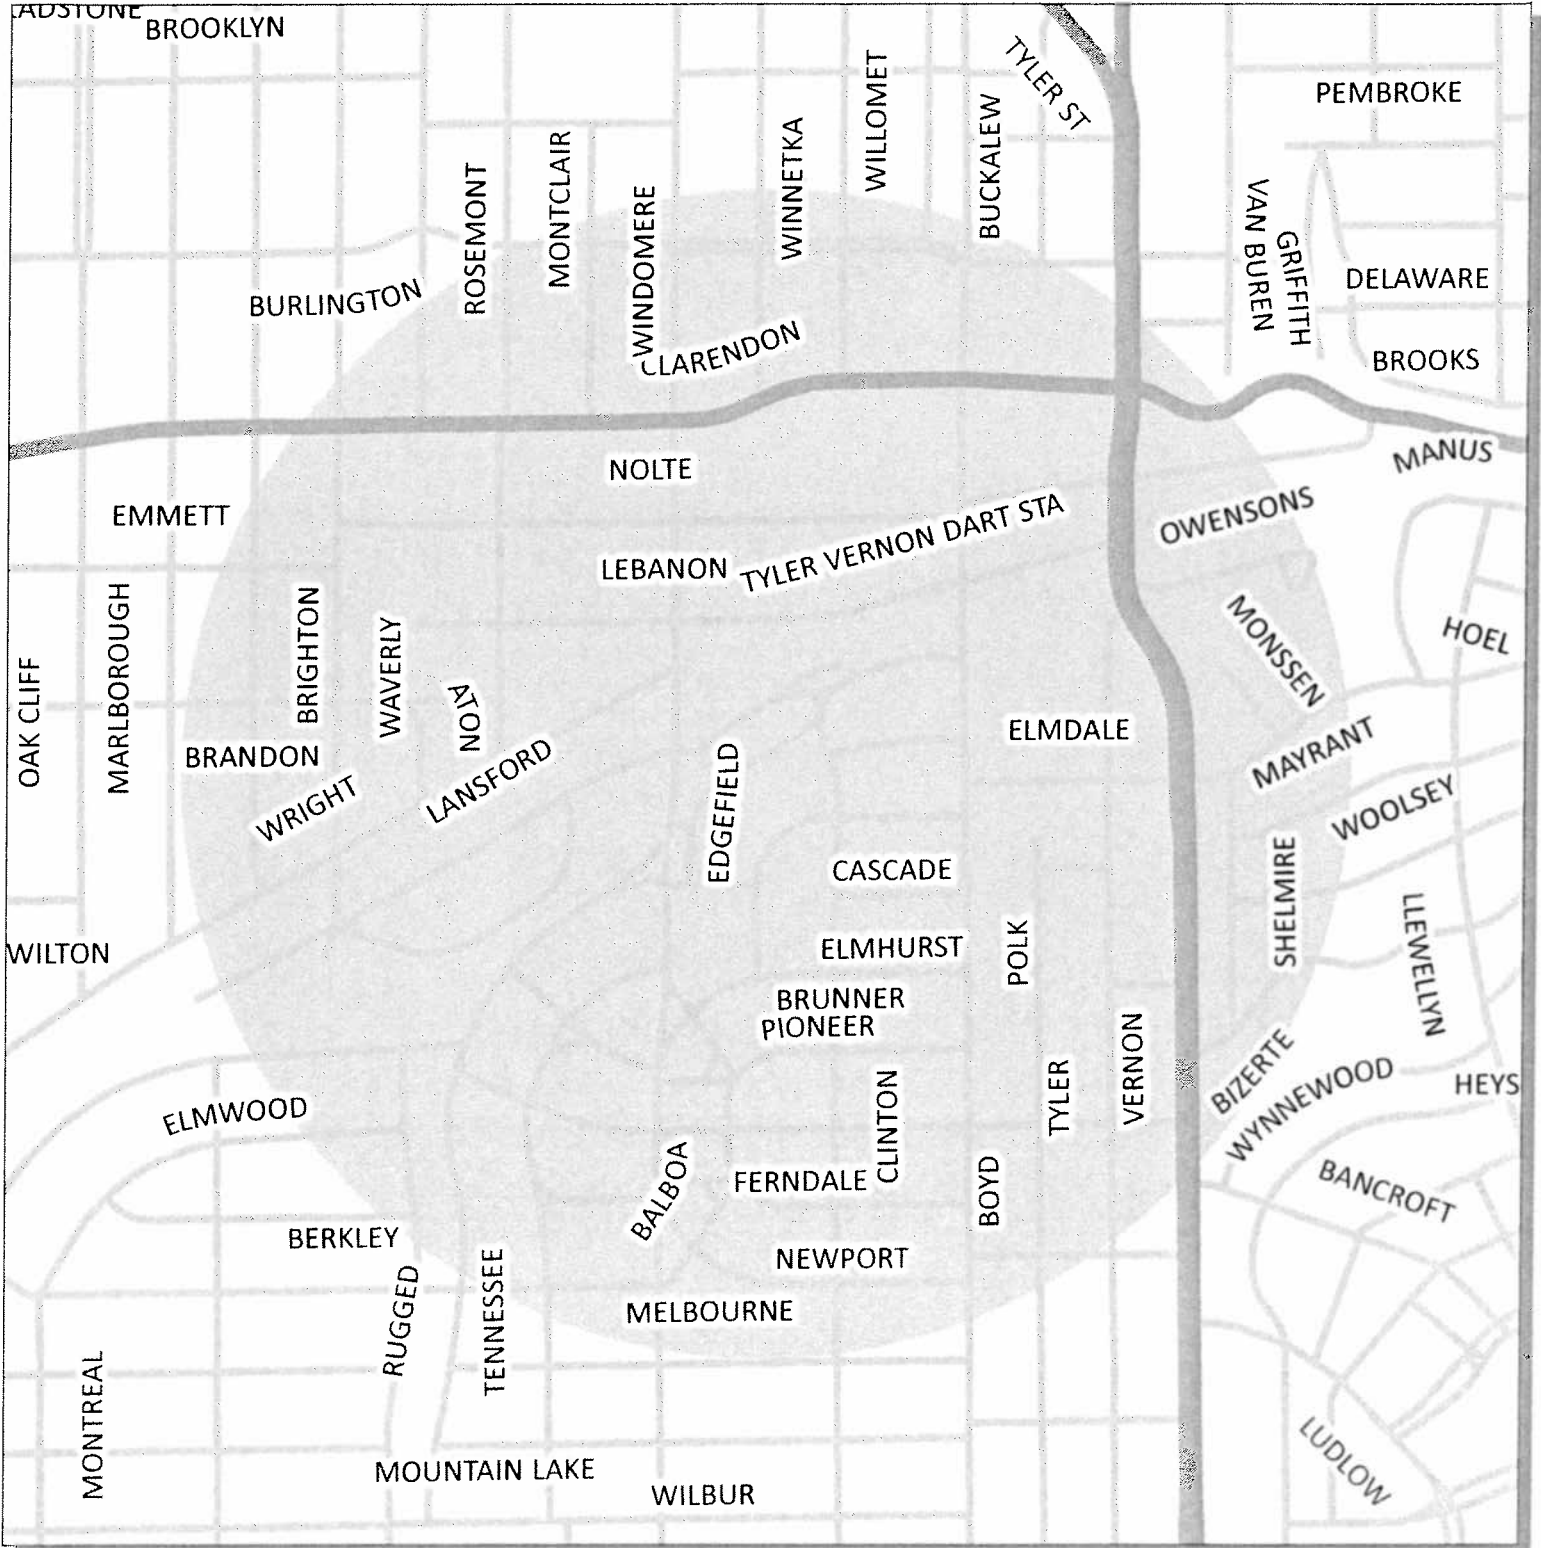 BROOKLYN
TYLER ST
WILLOMET
PEMBROKE
BUCKALEW
WINNETKA
MONTCLAIR
ROSEMONT
WINDOMERE
VAN BUREN
GRIFFITH
DELAWARE
BURLINGTON
CLARENDON
BROOKS
NOLTE
MANUS
EMMETT
OWENSONS
TYLER VERNON DART STA
LEBANON
MARLBOROUGH
BRIGHTON
WAVERLY
MONSSEN
HOEL
OAK CLIFF
NOLTA
ELMDALE
BRANDON
LANSFORD
MAYRANT
WRIGHT
EDGEFIELD
WOOLSEY
CASCADE
SHELMIRE
LLEWELLYN
WILTON
ELMHURST
POLK
BRUNNER
PIONEER
VERNON
BIZERTE
WYNNEWOOD
HEYS
ELMWOOD
CLINTON
TYLER
BALBOA
FERNDALE
BOYD
BANCROFT
BERKLEY
NEWPORT
RUGGED
TENNESSEE
MELBOURNE
MONTREAL
MOUNTAIN LAKE
WILBUR
LUDLOW